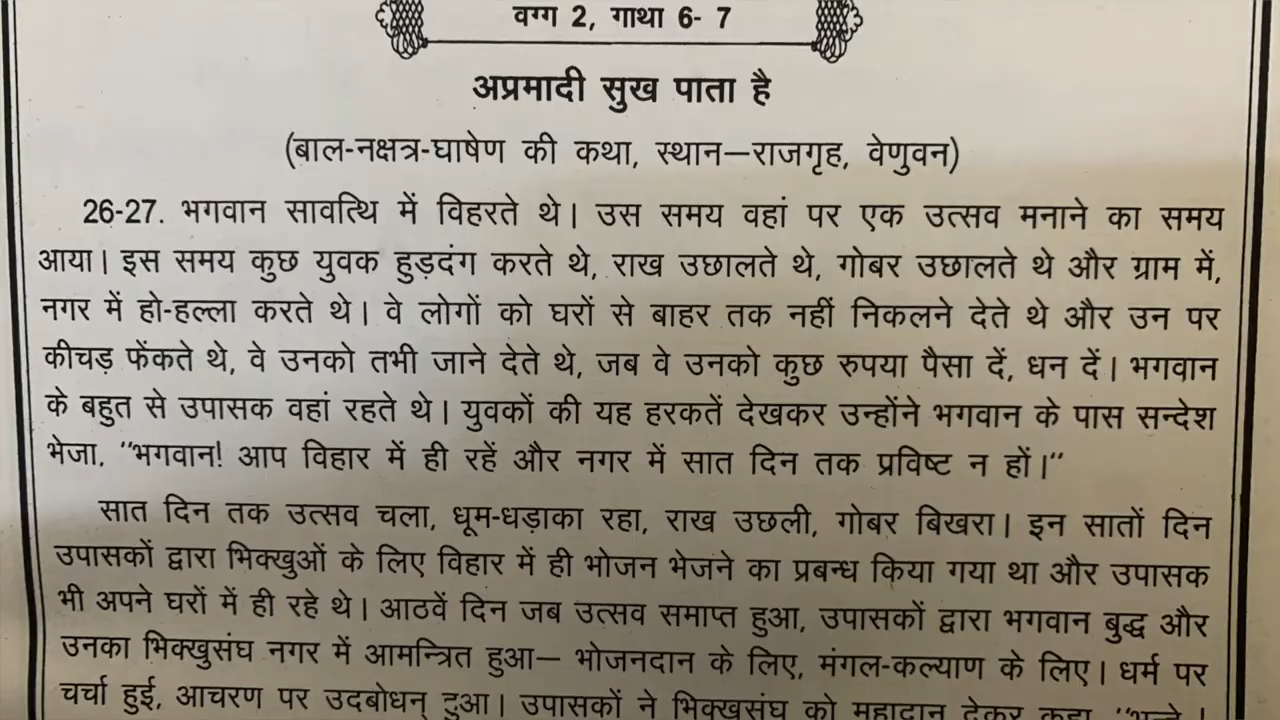 वग्ग 2, गाथा 6- 7
अप्रमादी सुख पाता है
(बाल-नक्षत्र-घाषेण की कथा, स्थान—राजगृह, वेणुवन)
26-27. भगवान सावत्थि में विहरते थे। उस समय वहां पर एक उत्सव मनाने का समय
आया। इस समय कुछ युवक हुड़दंग करते थे, राख उछालते थे, गोबर उछालते थे और ग्राम में,
नगर में हो-हल्ला करते थे। वे लोगों को घरों से बाहर तक नहीं निकलने देते थे और उन पर
कीचड़ फेंकते थे, वे उनको तभी जाने देते थे, जब वे उनको कुछ रुपया पैसा दें, धन दें। भगवान
के बहुत से उपासक वहां रहते थे। युवकों की यह हरकतें देखकर उन्होंने भगवान के पास सन्देश
भेजा, "भगवान! आप विहार में ही रहें और नगर में सात दिन तक प्रविष्ट न हों।"
सात दिन तक उत्सव चला, धूम-धड़ाका रहा, राख उछली, गोबर बिखरा। इन सातों दिन
उपासकों द्वारा भिक्खुओं के लिए विहार में ही भोजन भेजने का प्रबन्ध किया गया था और उपासक
भी अपने घरों में ही रहे थे। आठवें दिन जब उत्सव समाप्त हुआ, उपासकों द्वारा भगवान बुद्ध और
उनका भिक्खुसंघ नगर में आमन्त्रित हुआ— भोजनदान के लिए, मंगल-कल्याण के लिए। धर्म पर
चर्चा हुई, आचरण पर उदबोधन् हुआ। उपासकों ने भिक्खुसंघ को महादान देकर कहा, "भन्ते।